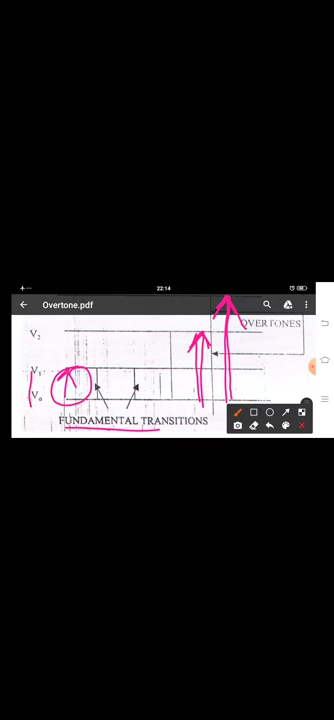 22:14
Overtone.pdf
OVERTONES
V₂
V₁
V₀
FUNDAMENTAL TRANSITIONS